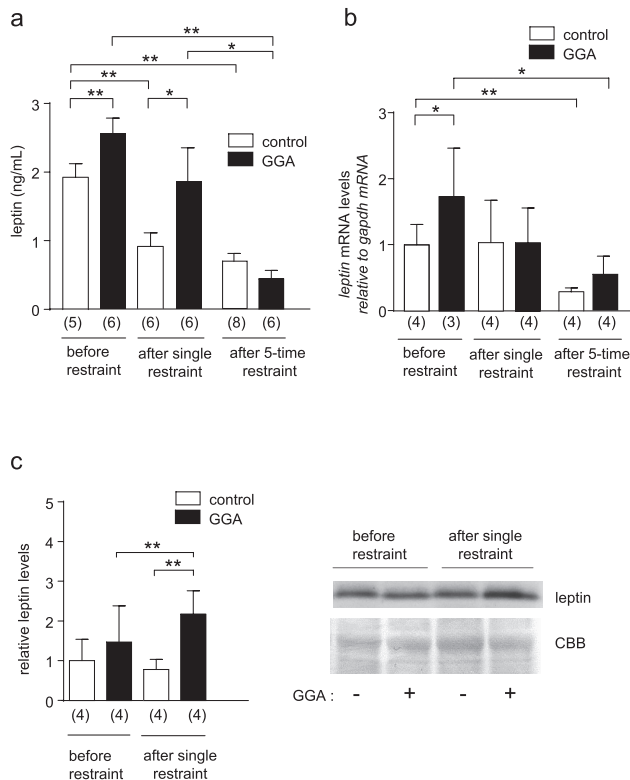 a
**
**
*
**
**
*
3
2
1
0
leptin (ng/mL)
control
GGA
(5) (6) (6) (6) (8) (6)
before
restraint
after single
restraint
after 5-time
restraint
b
control
GGA
*
**
*
3
2
1
0
leptin mRNA levels
relative to gapdh mRNA
(4) (3) (4) (4) (4) (4)
before
restraint
after single
restraint
after 5-time
restraint
c
control
GGA
**
**
5
4
3
2
1
0
relative leptin levels
(4) (4) (4) (4)
before
restraint
after single
restraint
before
restraint
after single
restraint
leptin
CBB
GGA : - + - +